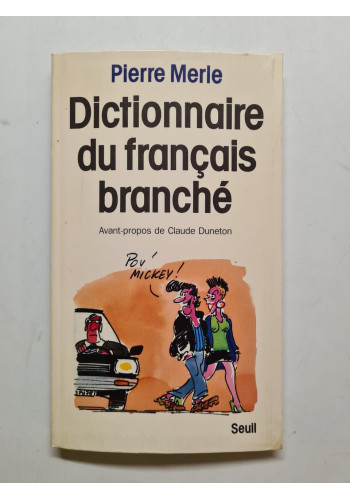 Pierre Merle
Dictionnaire
du français
branché
Avant-propos de Claude Duneton
Pov'
MICKEY!
Seuil